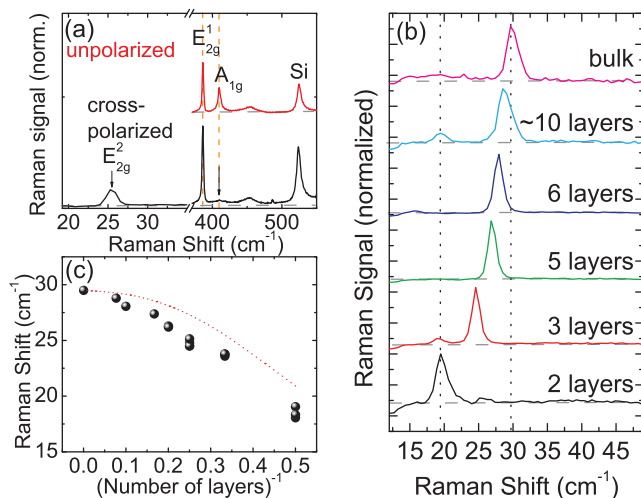 (a)
E¹₂g
unpolarized
A₁g
Si
cross-
polarized
E²₂g
Raman signal (norm.)
20 25 30 400 500
Raman Shift (cm⁻¹)
(b)
bulk
~10 layers
6 layers
5 layers
3 layers
2 layers
Raman Signal (normalized)
15 20 25 30 35 40 45
Raman Shift (cm⁻¹)
(c)
Raman Shift (cm⁻¹)
30
25
20
15
0.0 0.1 0.2 0.3 0.4 0.5
(Number of layers)⁻¹